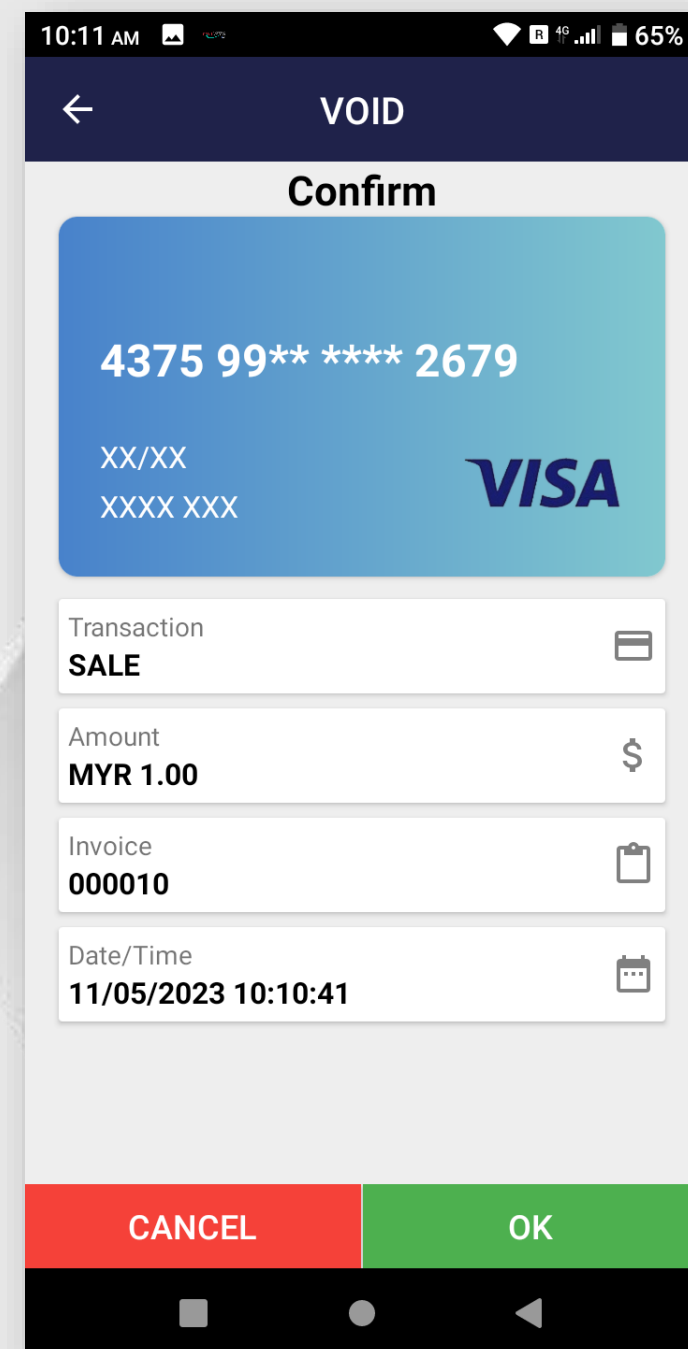 10:11 AM R 4G 65%
VOID
Confirm
4375 99** **** 2679
XX/XX
XXXX XXX
VISA
Transaction
SALE
Amount
MYR 1.00
$
Invoice
000010
Date/Time
11/05/2023 10:10:41
CANCEL OK